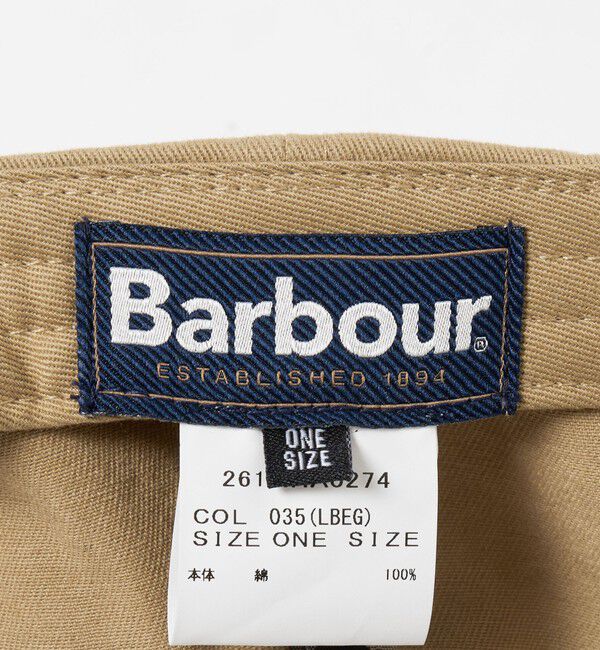 Barbour®
ESTABLISHED 1894
ONE
SIZE
COL 035(LBEG)
SIZE ONE SIZE
本体 綿 100%